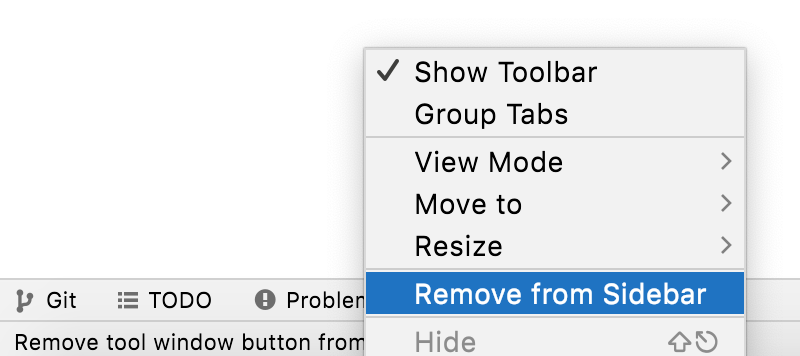 Show Toolbar
Group Tabs
View Mode
Move to
Resize
Remove from Sidebar
Hide
Git TODO
Remove tool window button from